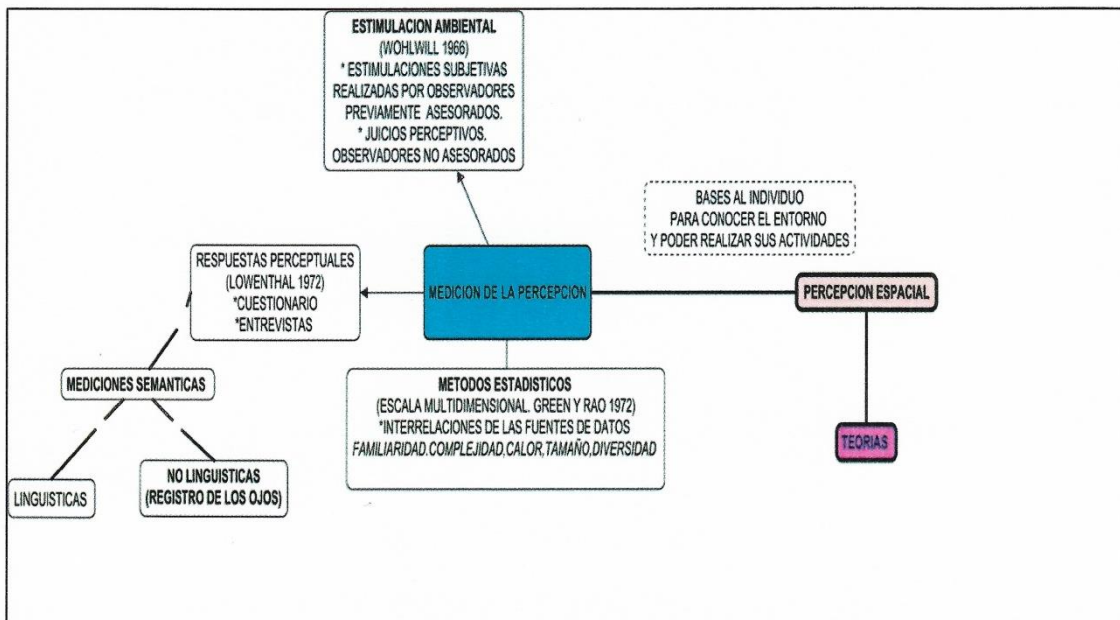 ESTIMULACION AMBIENTAL
(WOHLWILL 1966)
* ESTIMULACIONES SUBJETIVAS
REALIZADAS POR OBSERVADORES
PREVIAMENTE ASESORADOS.
* JUICIOS PERCEPTIVOS.
OBSERVADORES NO ASESORADOS
BASES AL INDIVIDUO
PARA CONOCER EL ENTORNO
Y PODER REALIZAR SUS ACTIVIDADES
RESPUESTAS PERCEPTUALES
(LOWENTHAL 1972)
*CUESTIONARIO
*ENTREVISTAS
MEDICION DE LA PERCEPCION
PERCEPCION ESPACIAL
MEDICIONES SEMANTICAS
METODOS ESTADISTICOS
(ESCALA MULTIDIMENSIONAL. GREEN Y RAO 1972)
*INTERRELACIONES DE LAS FUENTES DE DATOS
FAMILIARIDAD.COMPLEJIDAD,CALOR,TAMAÑO,DIVERSIDAD
TEORÍAS
LINGUISTICAS
NO LINGUISTICAS
(REGISTRO DE LOS OJOS)